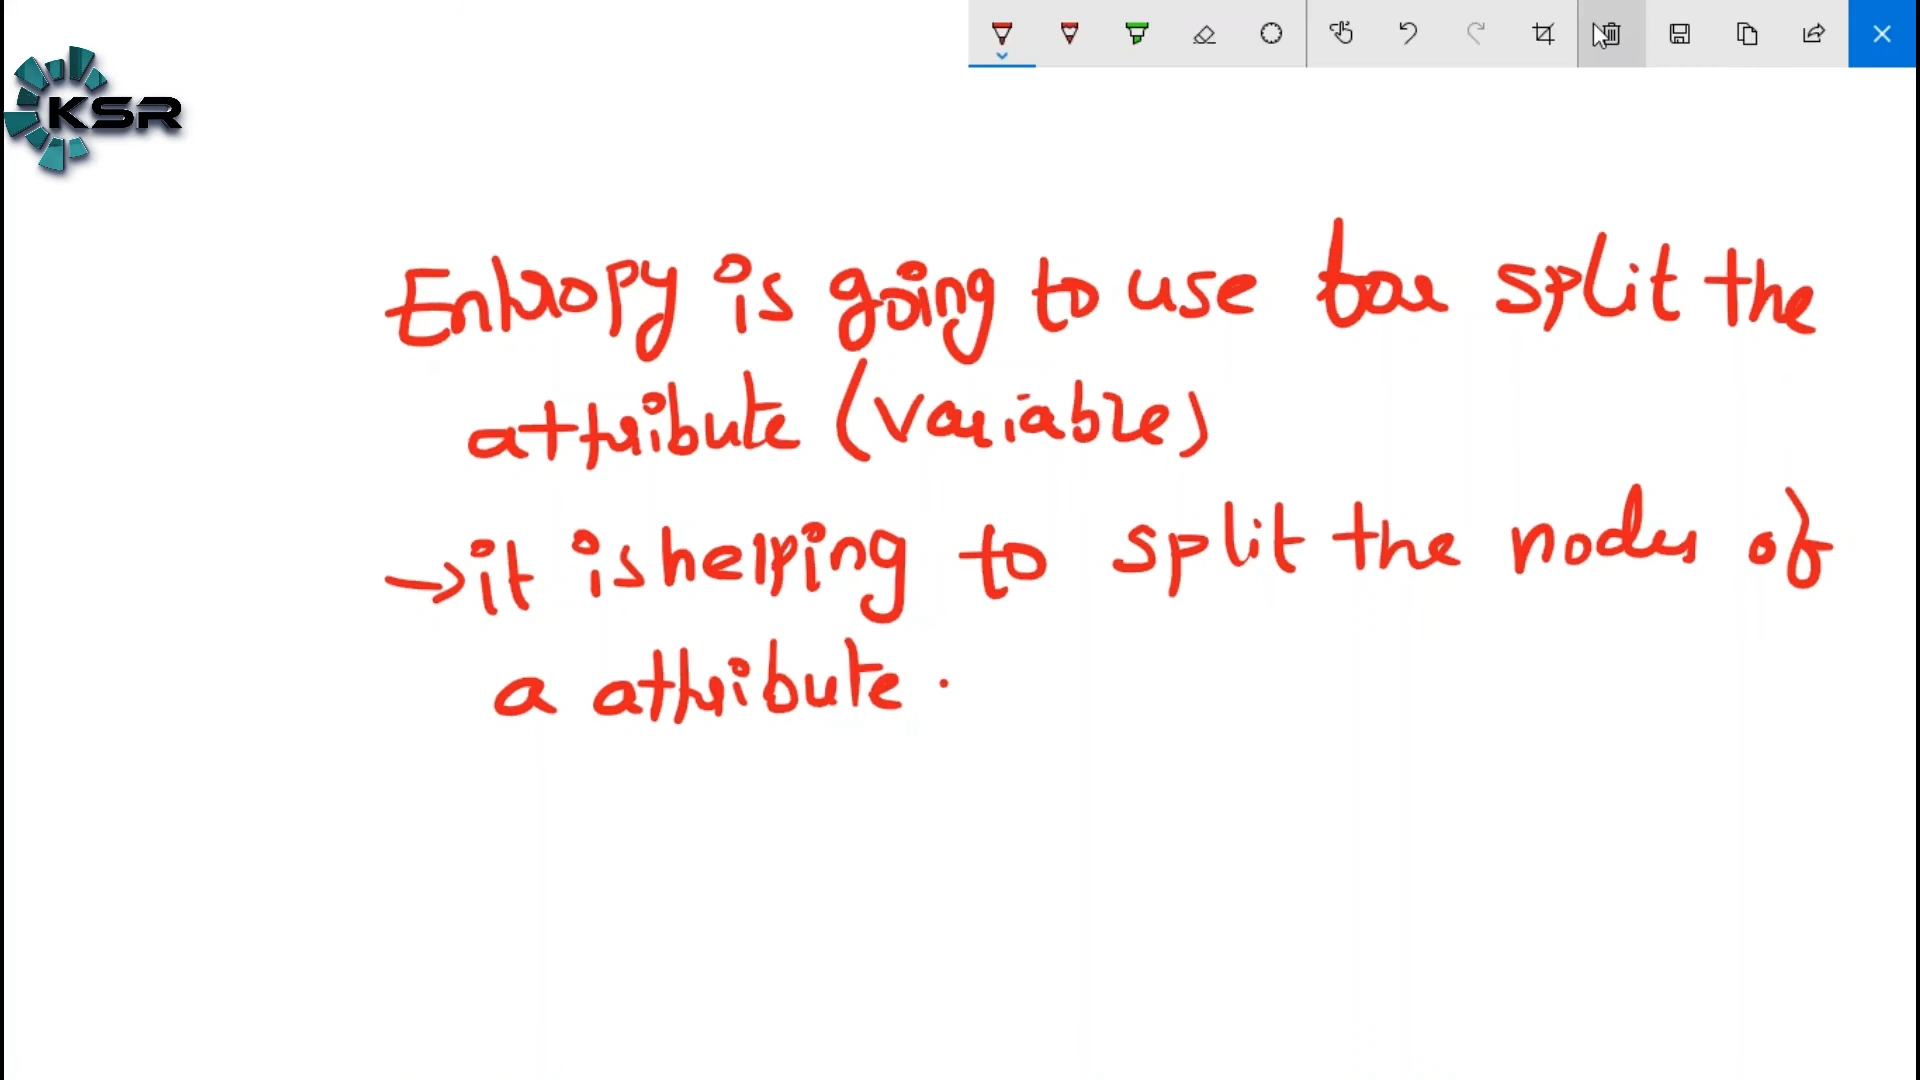 KSR
Entropy is going to use for split the
attribute (variable)
→ it is helping to split the nodes of
a attribute.